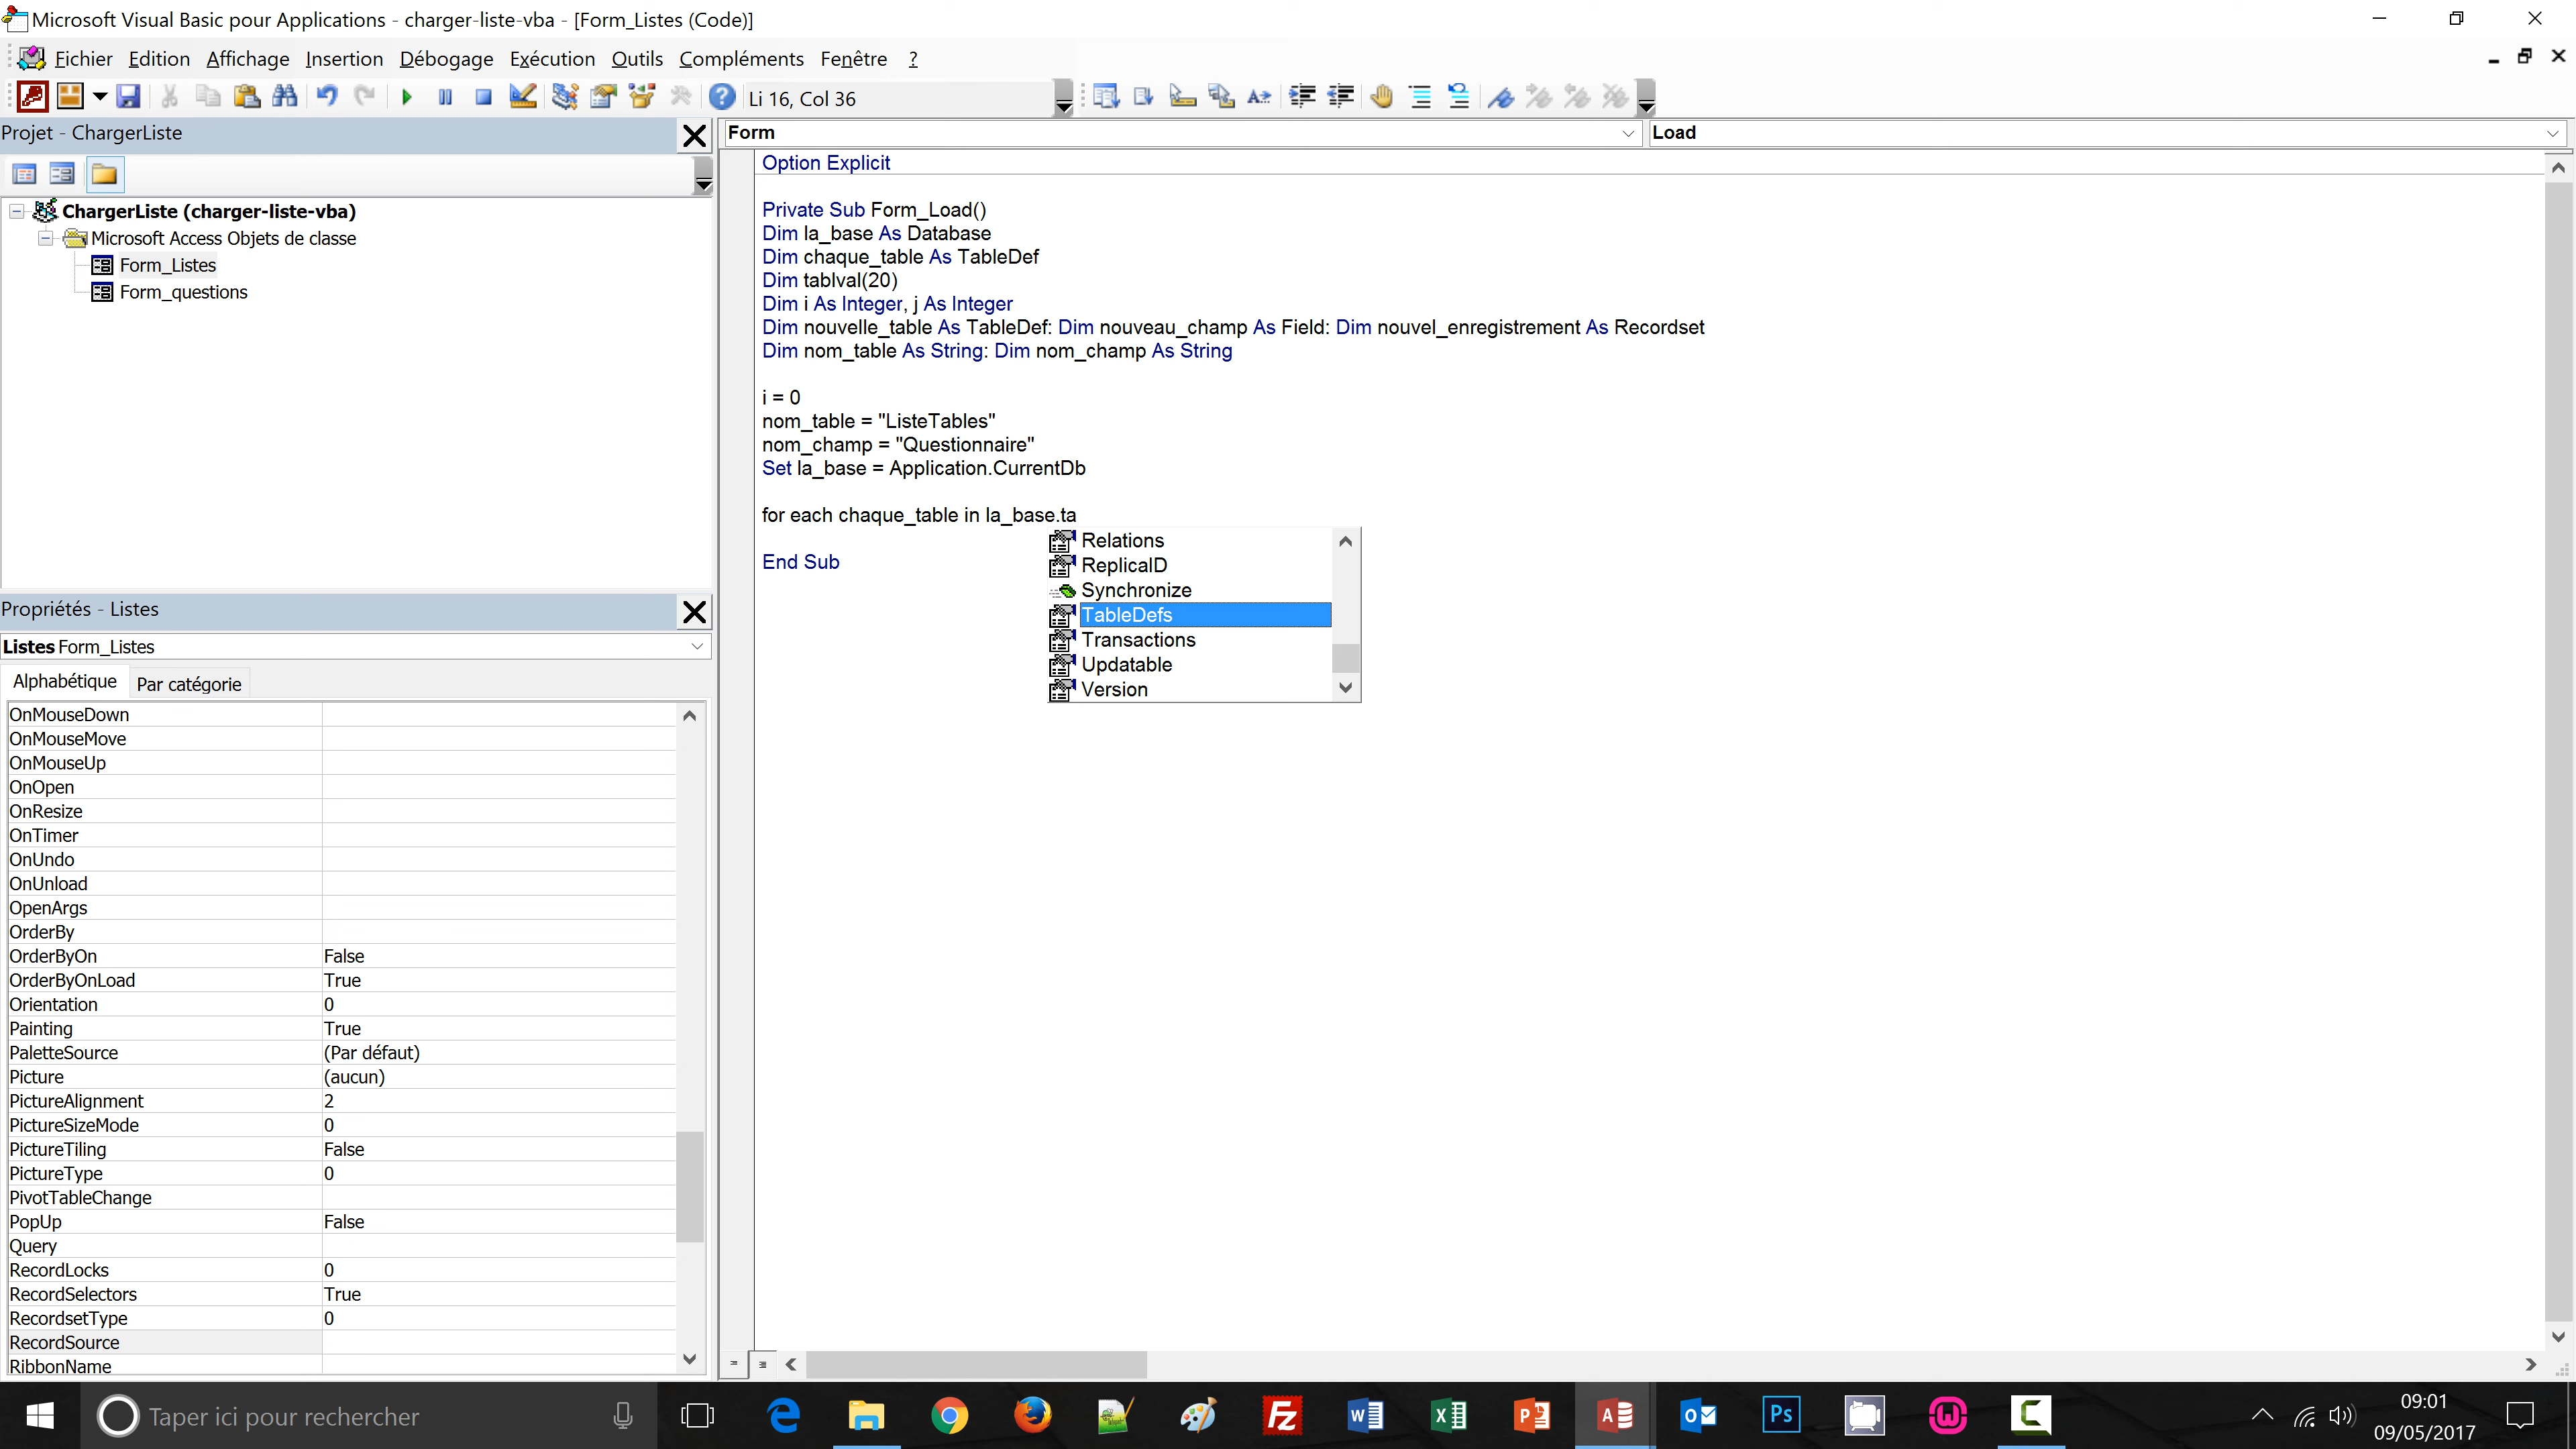 Microsoft Visual Basic pour Applications - charger-liste-vba - [Form_Listes (Code)]
Fichier Edition Affichage Insertion Débogage Exécution Outils Compléments Fenêtre ?
Li 16, Col 36
Projet - ChargerListe
Form
Load
ChargerListe (charger-liste-vba)
Microsoft Access Objets de classe
Form_Listes
Form_questions
Option Explicit
Private Sub Form_Load()
Dim la_base As Database
Dim chaque_table As TableDef
Dim tablval(20)
Dim i As Integer, j As Integer
Dim nouvelle_table As TableDef: Dim nouveau_champ As Field: Dim nouvel_enregistrement As Recordset
Dim nom_table As String: Dim nom_champ As String
i = 0
nom_table = "ListeTables"
nom_champ = "Questionnaire"
Set la_base = Application.CurrentDb
for each chaque_table in la_base.ta
Relations
ReplicaID
Synchronize
TableDefs
Transactions
Updatable
Version
End Sub
Propriétés - Listes
Listes Form_Listes
Alphabétique Par catégorie
OnMouseDown
OnMouseMove
OnMouseUp
OnOpen
OnResize
OnTimer
OnUndo
OnUnload
OpenArgs
OrderBy
OrderByOn False
OrderByOnLoad True
Orientation 0
Painting True
PaletteSource (Par défaut)
Picture (aucun)
PictureAlignment 2
PictureSizeMode 0
PictureTiling False
PictureType 0
PivotTableChange
PopUp False
Query
RecordLocks 0
RecordSelectors True
RecordsetType 0
RecordSource
RibbonName
Taper ici pour rechercher
Ps
09:01
09/05/2017